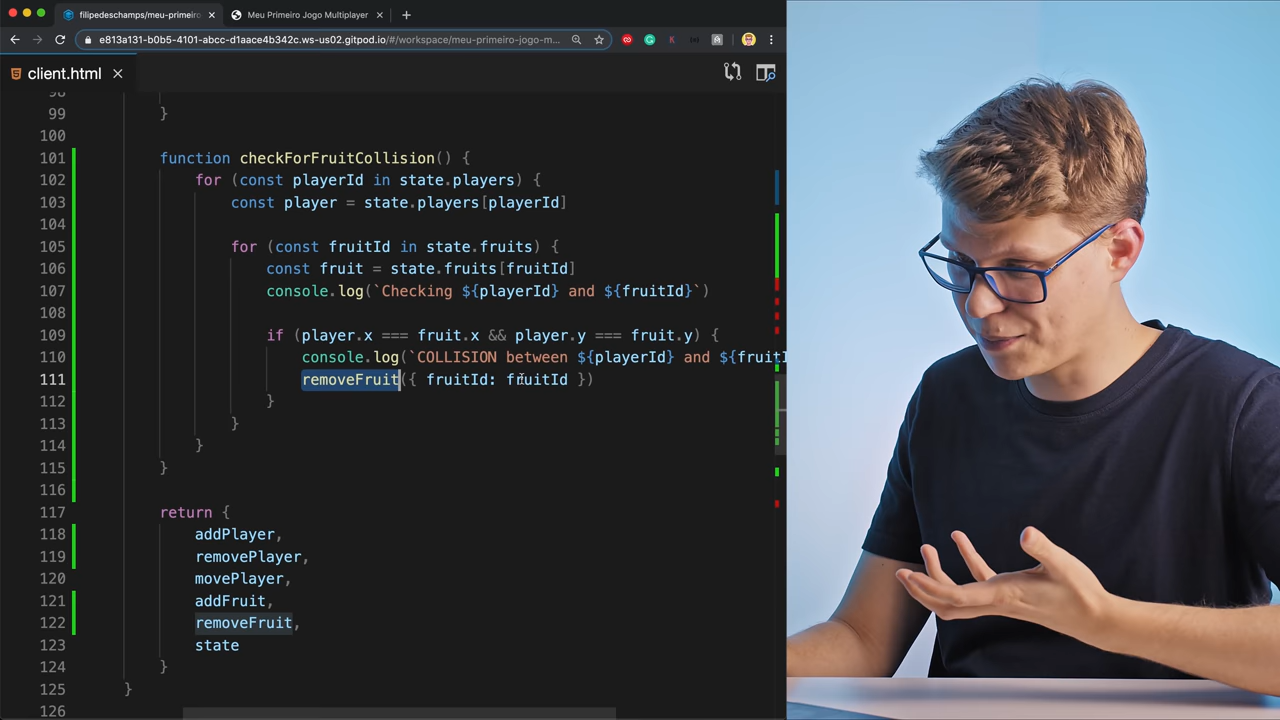 filipedeschamps/meu-primeiro
Meu Primeiro Jogo Multiplayer
e813a131-b0b5-4101-abcc-d1aace4b342c.ws-us02.gitpod.io/#/workspace/meu-primeiro-jogo-m...
client.html
98 }
99 }
100
101 function checkForFruitCollision() {
102 for (const playerId in state.players) {
103 const player = state.players[playerId]
104
105 for (const fruitId in state.fruits) {
106 const fruit = state.fruits[fruitId]
107 console.log(`Checking ${playerId} and ${fruitId}`)
108
109 if (player.x === fruit.x && player.y === fruit.y) {
110 console.log(`COLLISION between ${playerId} and ${fruitI
111 removeFruit({ fruitId: fruitId })
112 }
113 }
114 }
115 }
116
117 return {
118 addPlayer,
119 removePlayer,
120 movePlayer,
121 addFruit,
122 removeFruit,
123 state
124 }
125 }
126